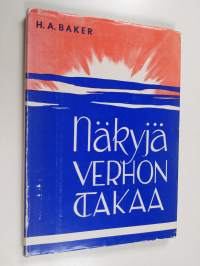 H.A. BAKER
NäKYJÄ
VERHON
TAKAA